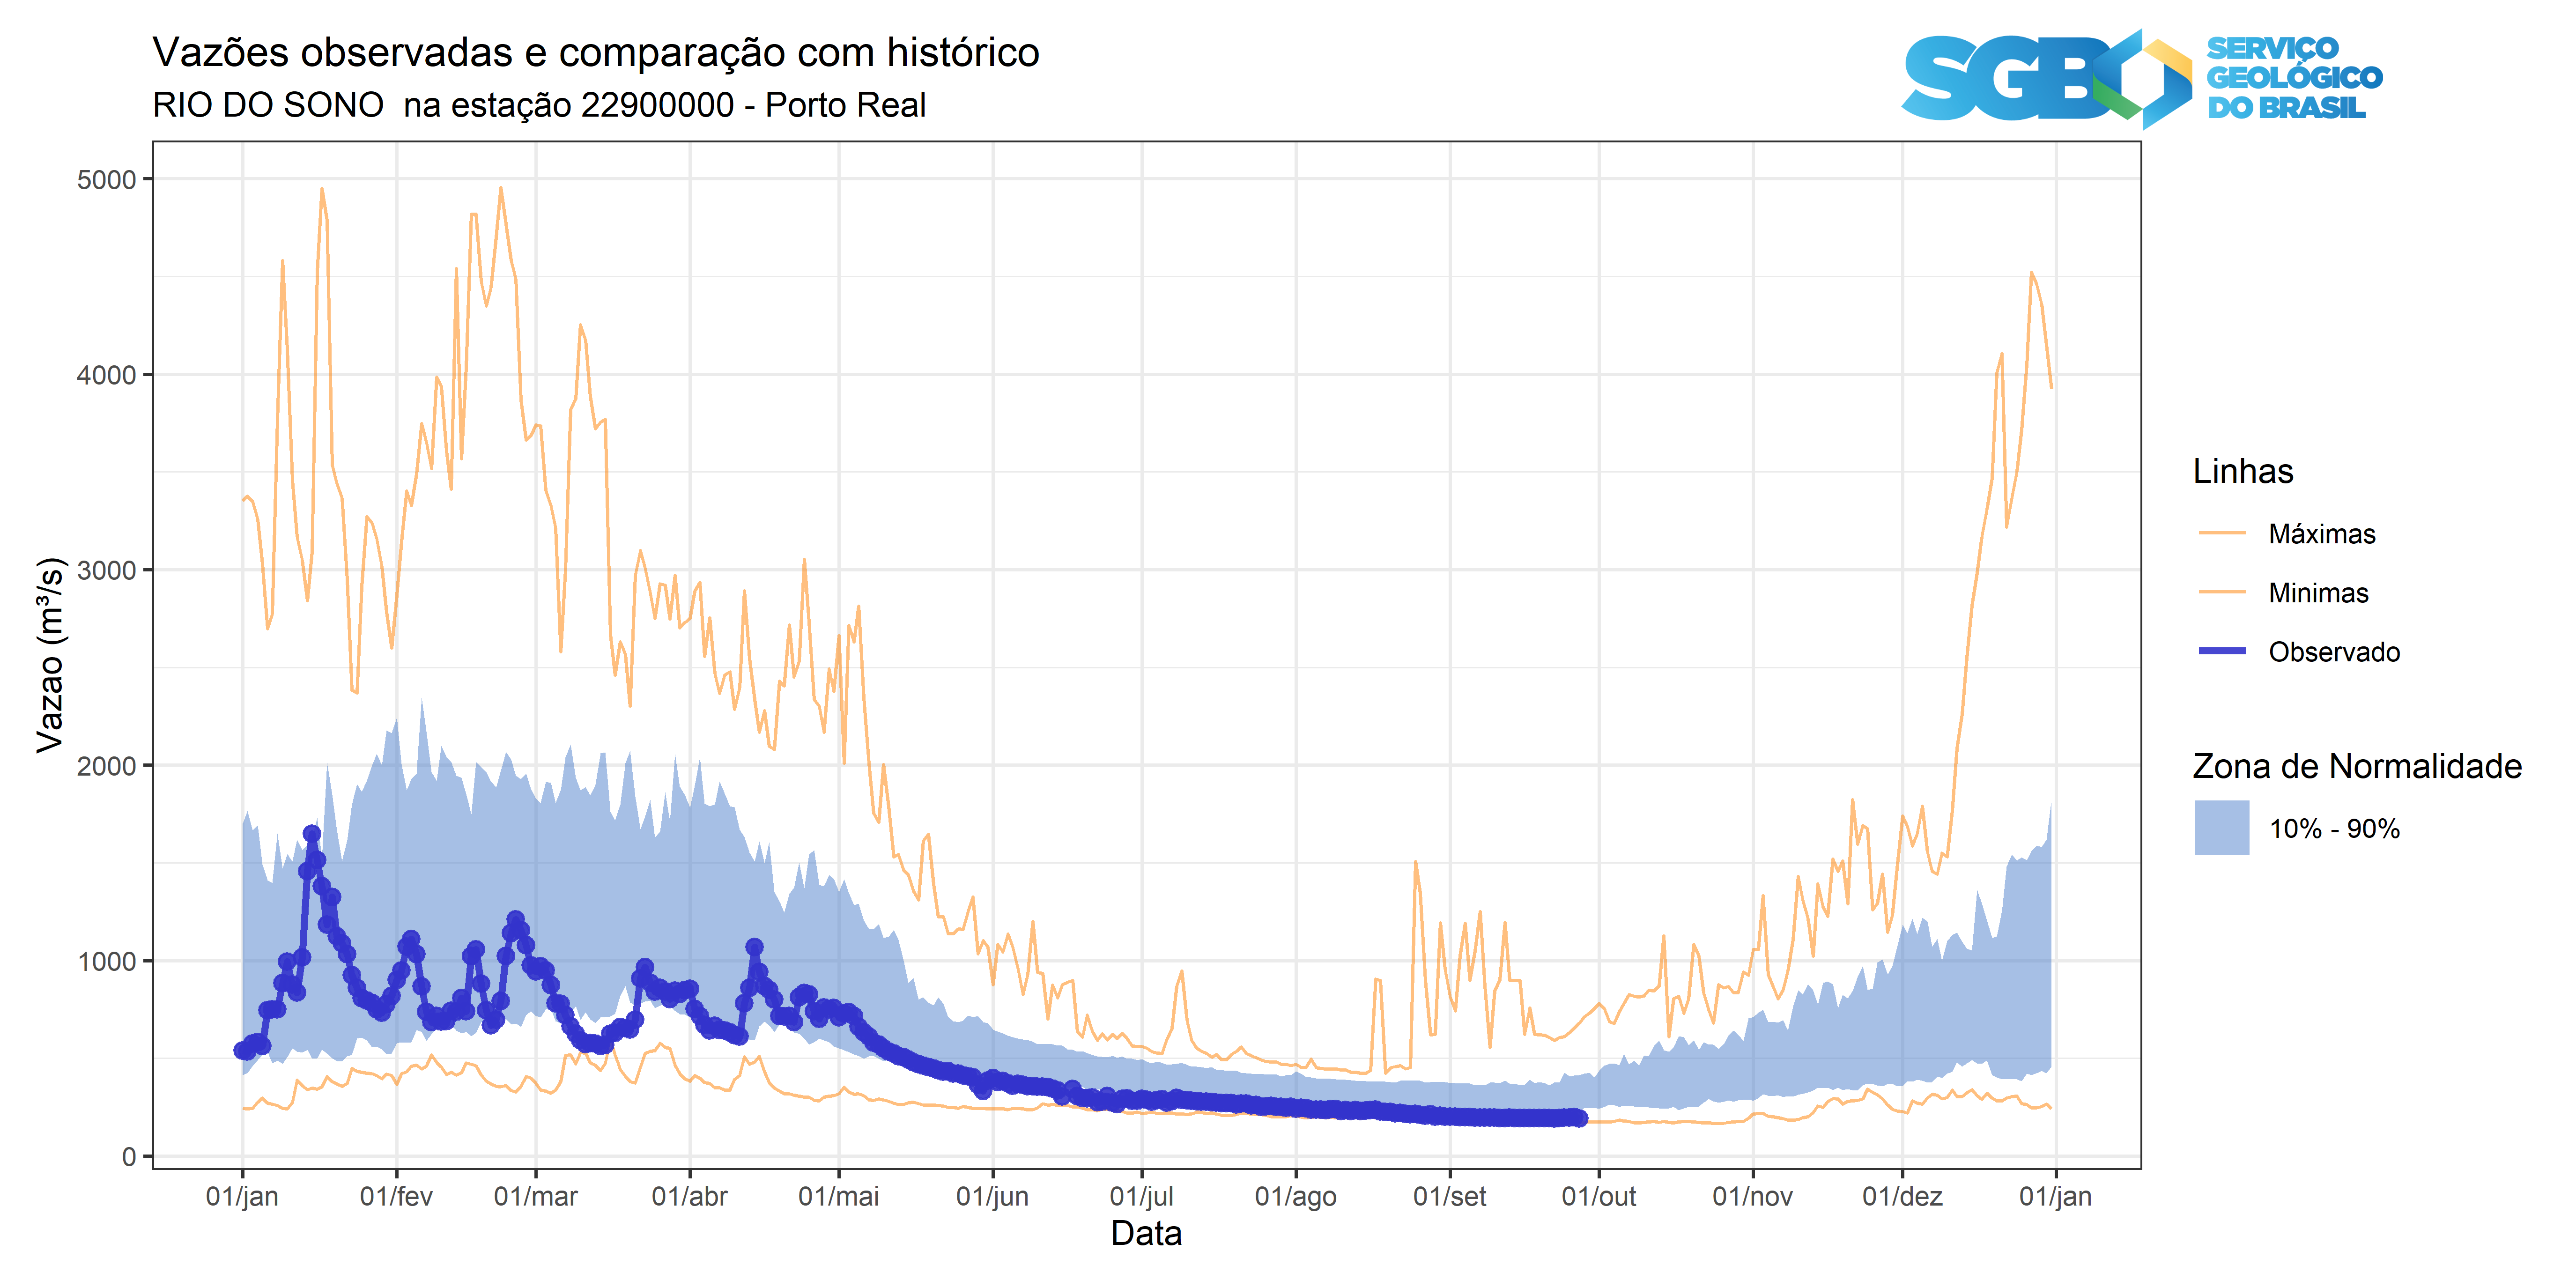 Vazões observadas e comparação com histórico
RIO DO SONO  na estação 22900000 - Porto Real
SGB
SERVIÇO
GEOLÓGICO
DO BRASIL
5000
4000
3000
2000
1000
0
Vazao (m³/s)
01/jan
01/fev
01/mar
01/abr
01/mai
01/jun
01/jul
01/ago
01/set
01/out
01/nov
01/dez
01/jan
Data
Linhas
Máximas
Minimas
Observado
Zona de Normalidade
10% - 90%